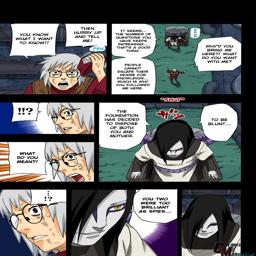 WHY'D YOU
BRING ME
HERE!? WHAT
DO YOU WANT
WITH ME?
IT SEEMS...
THE NUMBER OF
QUESTIONS YOU
HAVE KEEPS
INCREASING...
THAT'S A GOOD
THING.
PEOPLE
CANNOT
ESCAPE THEIR
DESIRE FOR
KNOWLEDGE...
WHICH IS WHY
YOU FOLLOWED
ME.
THEN
HURRY UP
AND TELL
ME!
YOU KNOW
WHAT I WANT
TO KNOW!!
TO BE
BLUNT...
THE
FOUNDATION
HAS DECIDED
TO DISPOSE
OF BOTH
YOU AND
MOTHER.
!!?
WHAT DO
YOU
MEAN?!
YOU TWO
WERE TOO
BRILLIANT
AS SPIES...
!?